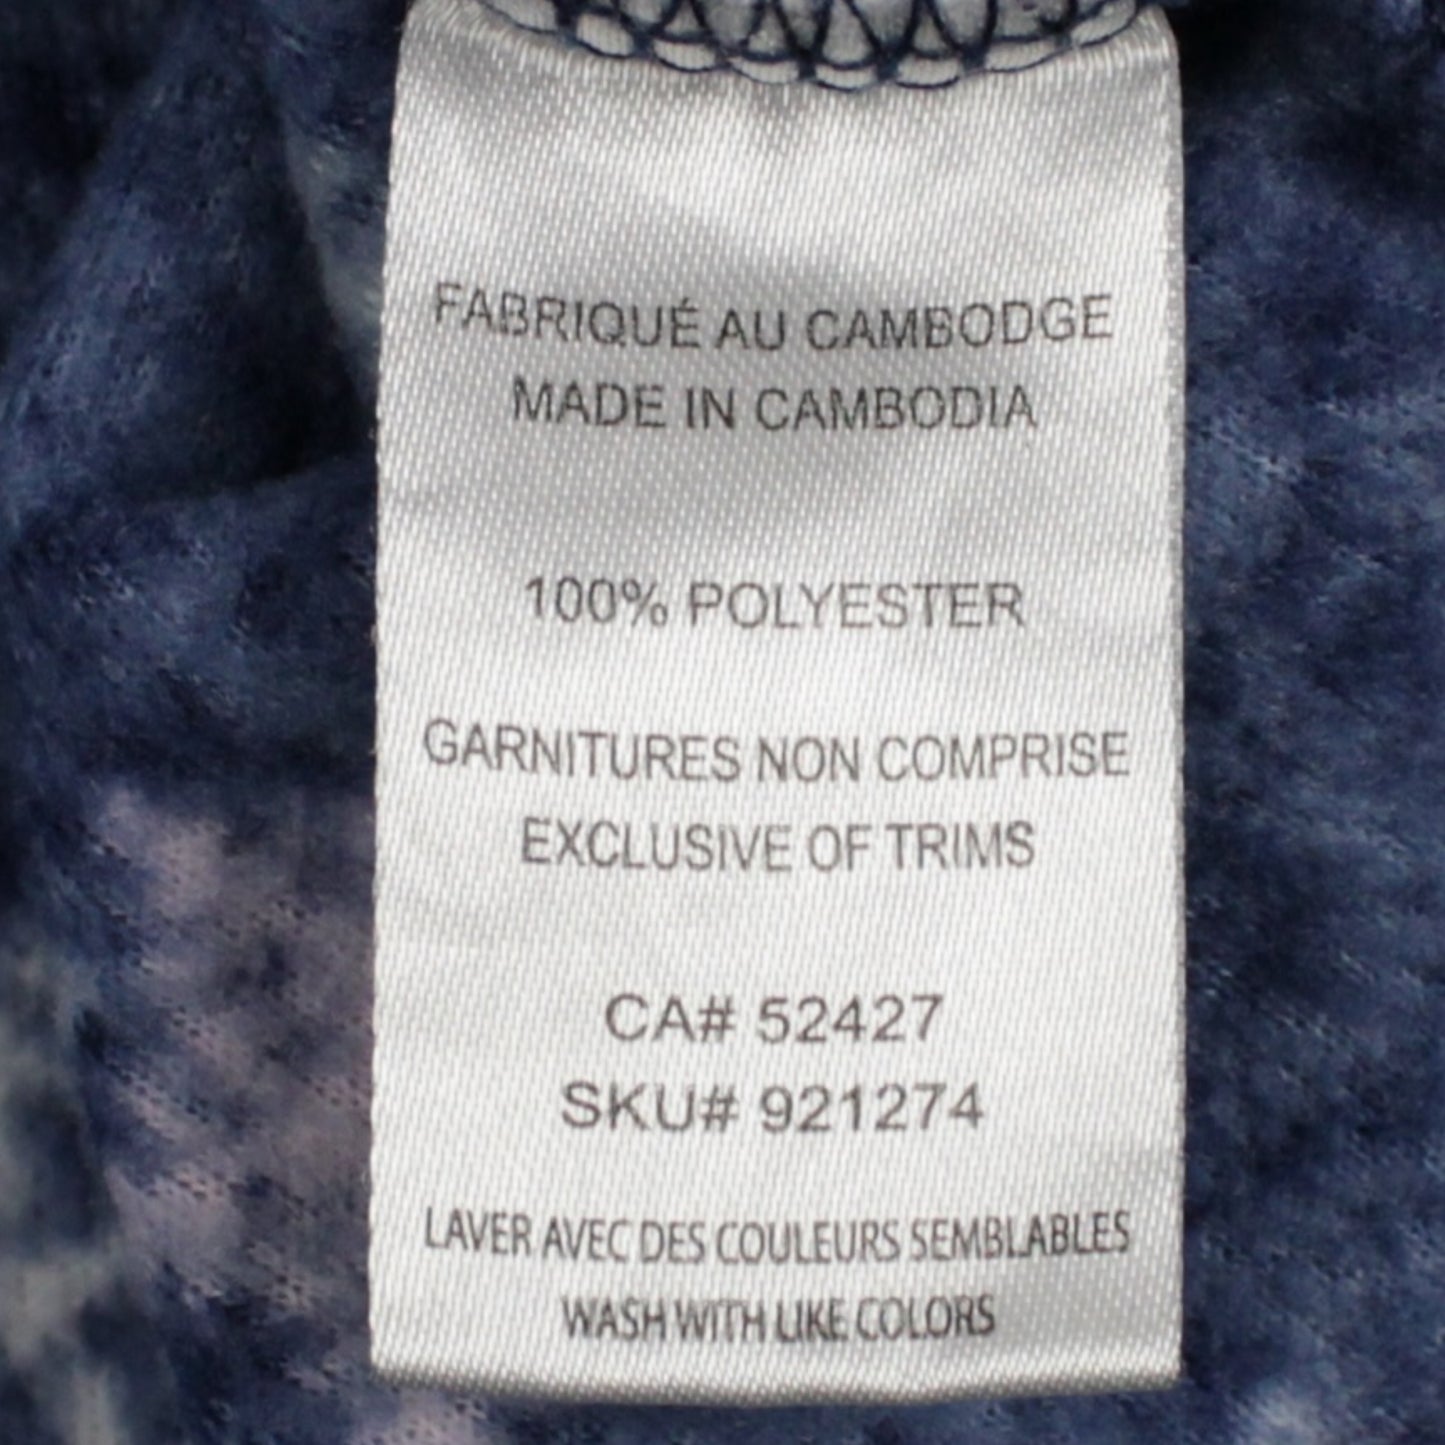 FABRIQUÉ AU CAMBODGE
MADE IN CAMBODIA
100% POLYESTER
GARNITURES NON COMPRISE
EXCLUSIVE OF TRIMS
CA# 52427
SKU# 921274
LAVER AVEC DES COULEURS SEMBLABLES
WASH WITH LIKE COLORS